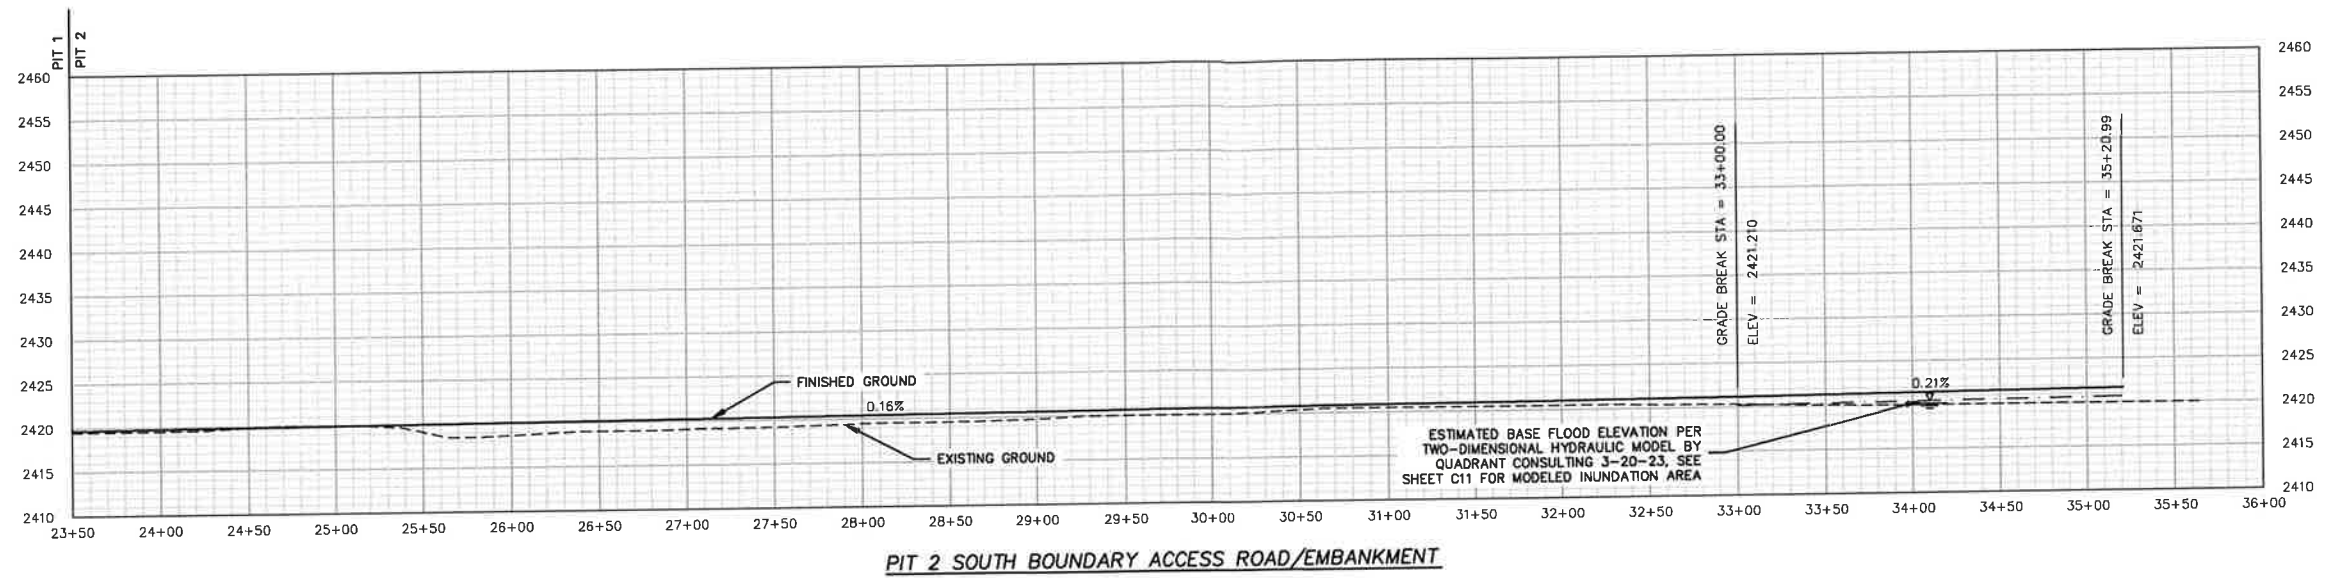 PIT 1
PIT 2
2460
2455
2450
2445
2440
2435
2430
2425
2420
2415
2410
2460
2455
2450
2445
2440
2435
2430
2425
2420
2415
2410
GRADE BREAK STA = 33+00.00
ELEV = 2421.210
GRADE BREAK STA = 35+20.99
ELEV = 2421.671
FINISHED GROUND
0.16%
0.21%
EXISTING GROUND
ESTIMATED BASE FLOOD ELEVATION PER
TWO-DIMENSIONAL HYDRAULIC MODEL BY
QUADRANT CONSULTING 3-20-23, SEE
SHEET C11 FOR MODELED INUNDATION AREA
23+50 24+00 24+50 25+00 25+50 26+00 26+50 27+00 27+50 28+00 28+50 29+00 29+50 30+00 30+50 31+00 31+50 32+00 32+50 33+00 33+50 34+00 34+50 35+00 35+50 36+00
PIT 2 SOUTH BOUNDARY ACCESS ROAD/EMBANKMENT